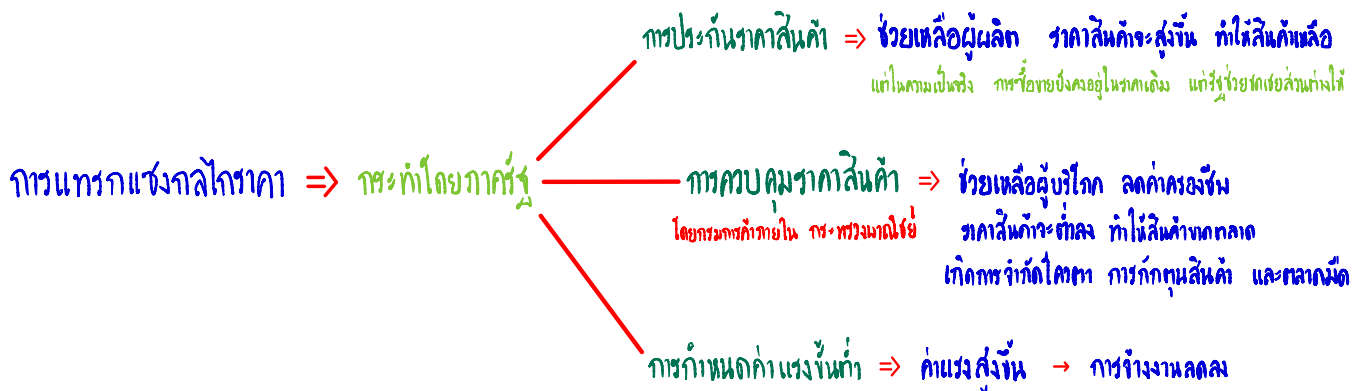 การประกันราคาสินค้า ⇒ ช่วยเหลือผู้ผลิต ราคาสินค้าจะสูงขึ้น ทำให้สินค้าเหลือ
แต่ในความเป็นจริง การซื้อขายยังคงอยู่ในราคาเดิม แต่รัฐช่วยชดเชยส่วนต่างให้
การแทรกแซงกลไกราคา ⇒ กระทำโดยภาครัฐ
การควบคุมราคาสินค้า ⇒ ช่วยเหลือผู้บริโภค ลดค่าครองชีพ
โดยกรมการค้าภายใน กระทรวงพาณิชย์ ราคาสินค้าจะต่ำลง ทำให้สินค้าขาดตลาด
เกิดการจำกัดโควตา การกักตุนสินค้า และตลาดมืด
การกำหนดค่าแรงขั้นต่ำ ⇒ ค่าแรงสูงขึ้น → การจ้างงานลดลง